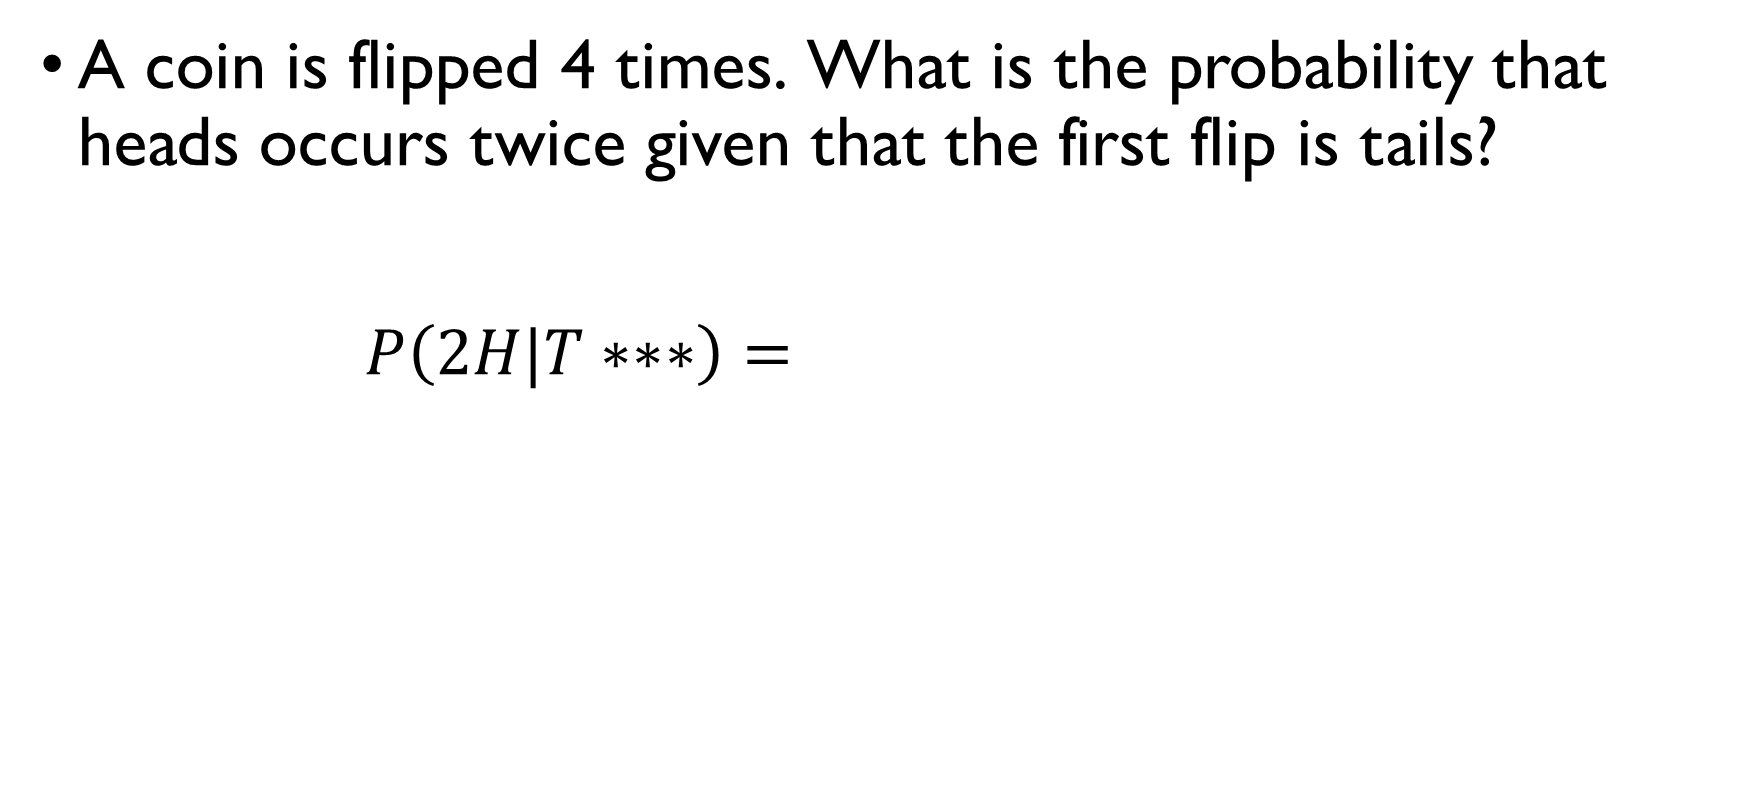 • A coin is flipped 4 times. What is the probability that
heads occurs twice given that the first flip is tails?
P(2H|T ∗∗∗) =